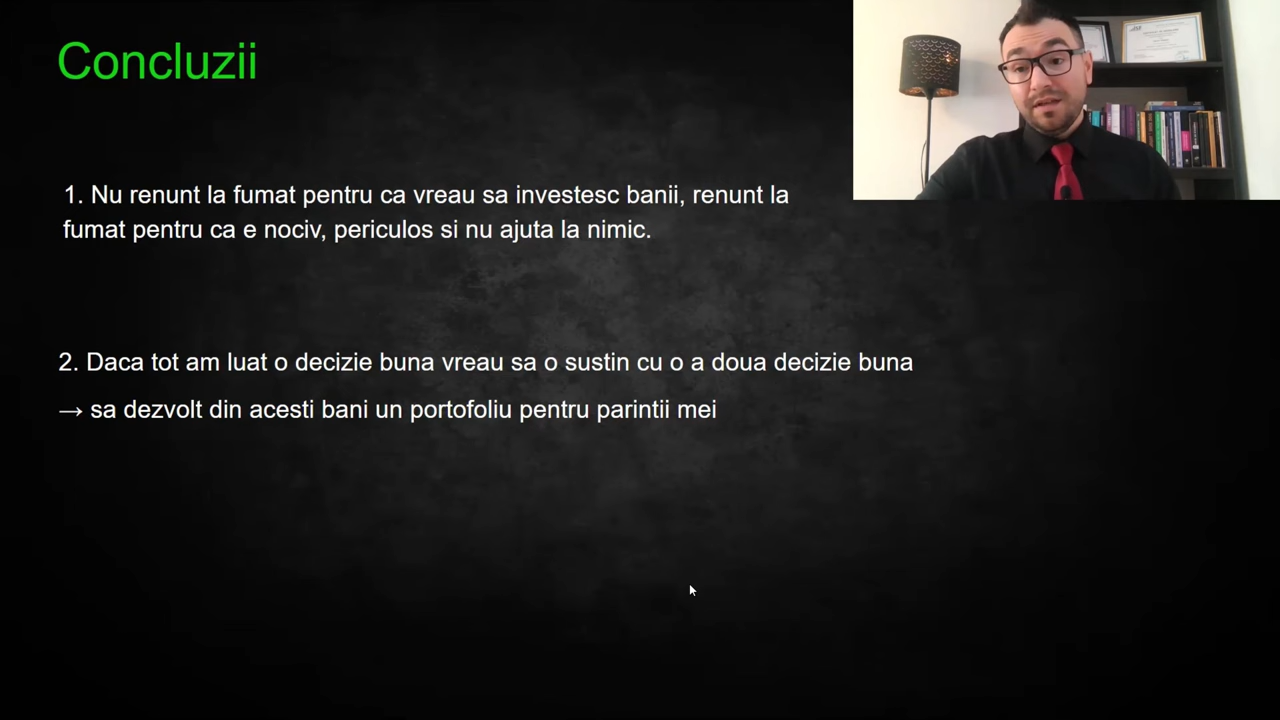 Concluzii
1. Nu renunt la fumat pentru ca vreau sa investesc banii, renunt la
fumat pentru ca e nociv, periculos si nu ajuta la nimic.
2. Daca tot am luat o decizie buna vreau sa o sustin cu o a doua decizie buna
→ sa dezvolt din acesti bani un portofoliu pentru parintii mei